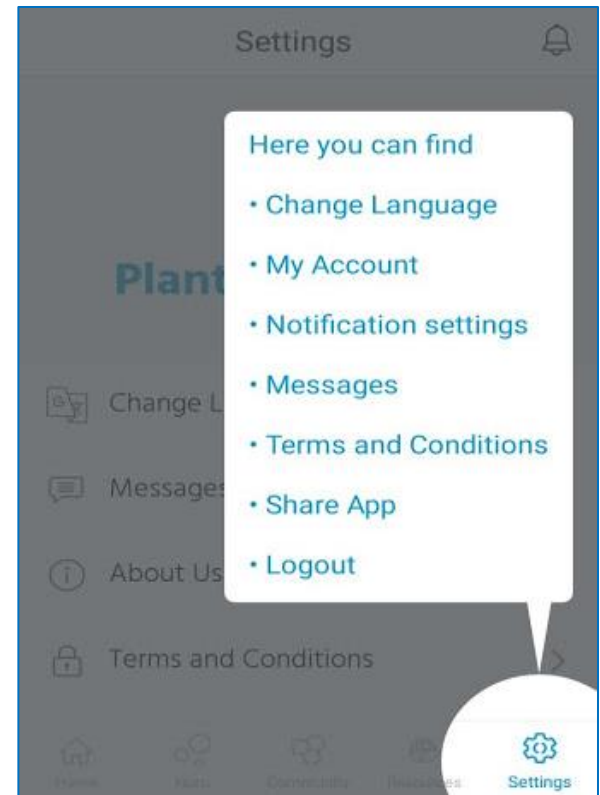 Settings
Here you can find
• Change Language
• My Account
• Notification settings
• Messages
• Terms and Conditions
• Share App
• Logout
Plant
Change L
Messages
About Us
Terms and Conditions
Home
Community
Resources
Settings